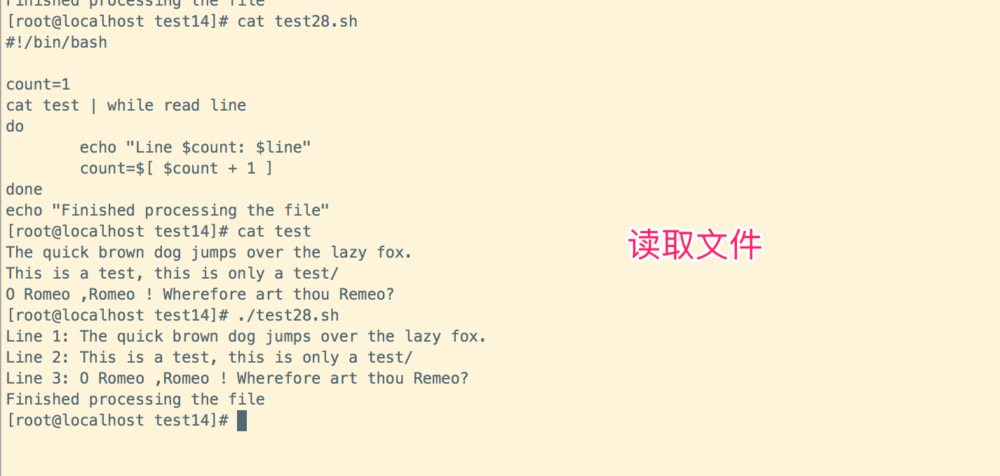 Finished processing the file
[root@localhost test14]# cat test28.sh
#!/bin/bash
count=1
cat test | while read line
do
        echo "Line $count: $line"
        count=$[ $count + 1 ]
done
echo "Finished processing the file"
[root@localhost test14]# cat test
The quick brown dog jumps over the lazy fox.
This is a test, this is only a test/
O Romeo ,Romeo ! Wherefore art thou Remeo?
[root@localhost test14]# ./test28.sh
Line 1: The quick brown dog jumps over the lazy fox.
Line 2: This is a test, this is only a test/
Line 3: O Romeo ,Romeo ! Wherefore art thou Remeo?
Finished processing the file
[root@localhost test14]#
读取文件